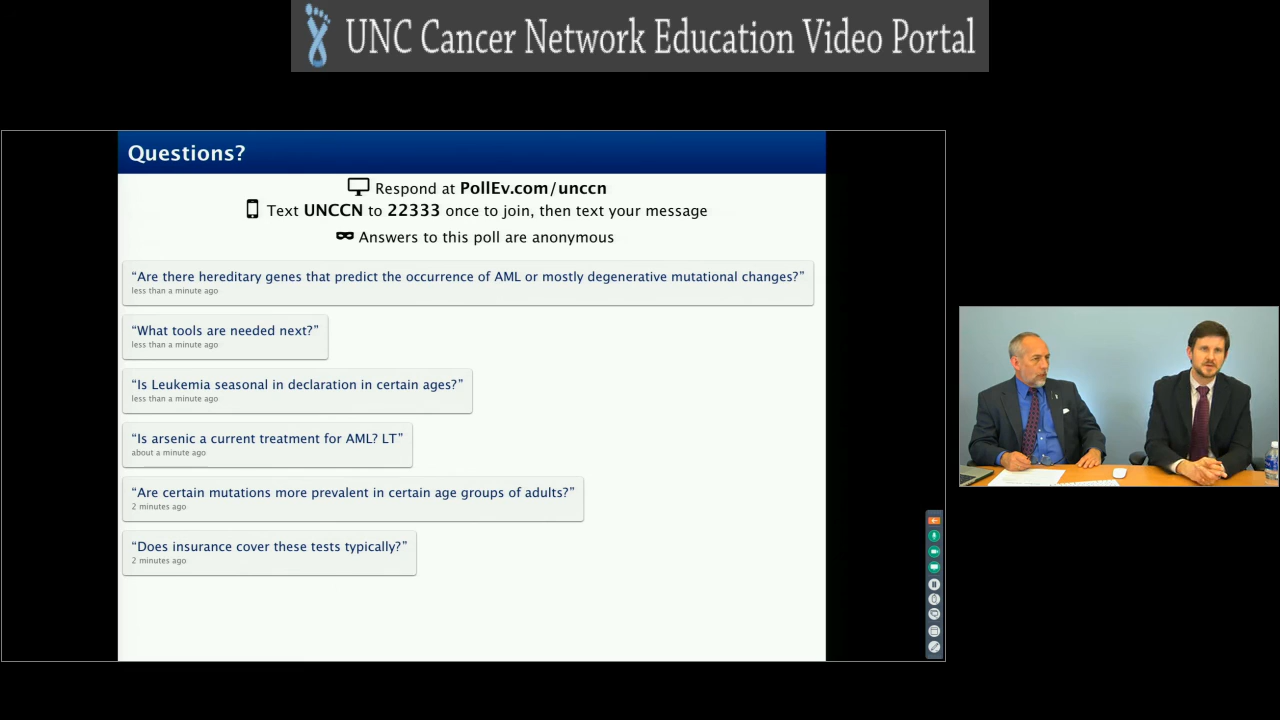 UNC Cancer Network Education Video Portal
Questions?
Respond at PollEv.com/unccn
Text UNCCN to 22333 once to join, then text your message
Answers to this poll are anonymous
“Are there hereditary genes that predict the occurrence of AML or mostly degenerative mutational changes?”
less than a minute ago
“What tools are needed next?”
less than a minute ago
“Is Leukemia seasonal in declaration in certain ages?”
less than a minute ago
“Is arsenic a current treatment for AML? LT”
about a minute ago
“Are certain mutations more prevalent in certain age groups of adults?”
2 minutes ago
“Does insurance cover these tests typically?”
2 minutes ago